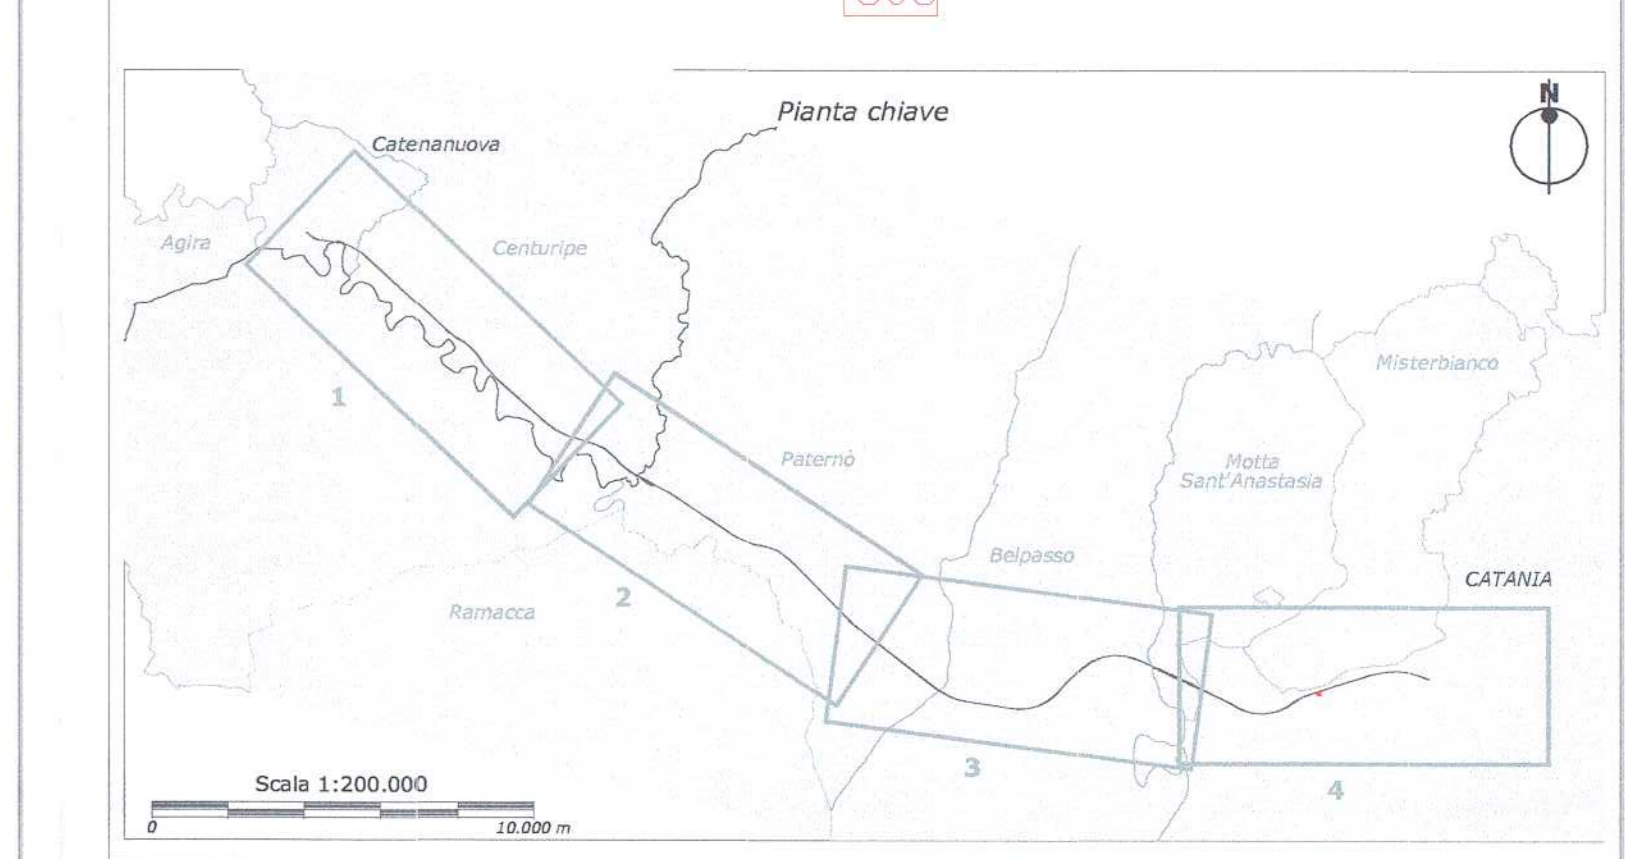 Pianta chiave
N
Catenanuova
Agira
Centuripe
Misterbianco
1
Paternò
Motta
Sant'Anastasia
Belpasso
CATANIA
2
Ramacca
3
4
Scala 1:200.000
0
10.000 m